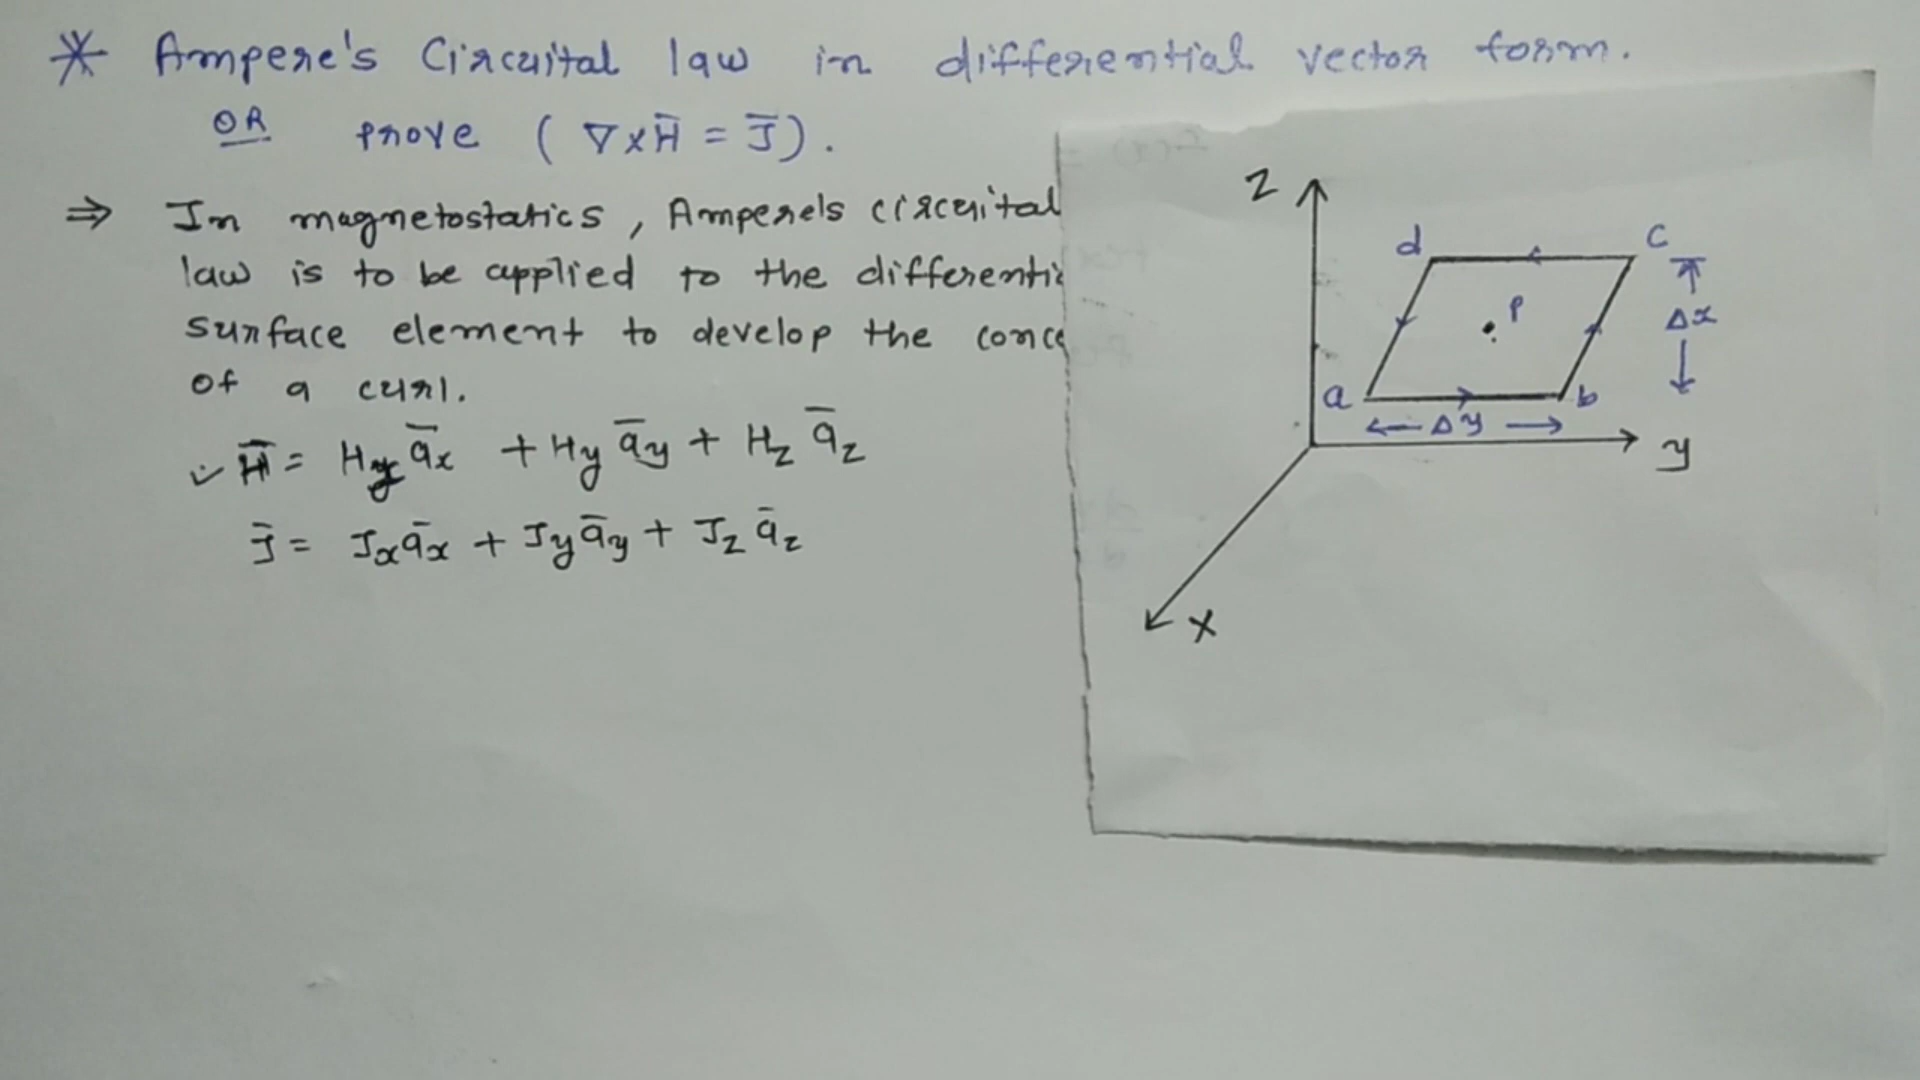 * Ampere's Circuital law in differential vector form.
OR prove ( ∇×H̄ = J̄ ).
⇒ In magnetostatics, Ampere's circuital
law is to be applied to the differenti
surface element to develop the conce
of a curl.
H̄ = Hx āx + Hy āy + Hz āz
J̄ = Jx āx + Jy āy + Jz āz
Z
d
c
P
Δx
a
b
Δy
y
X